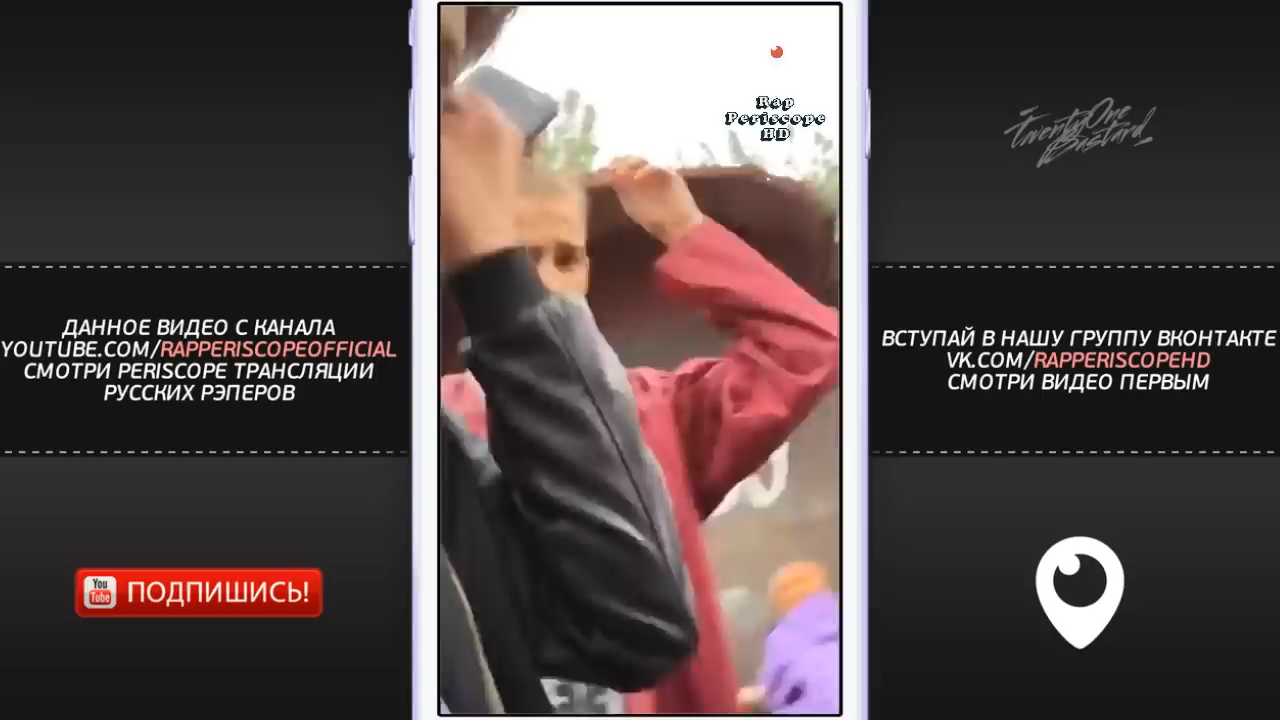 Rap
Periscope
HD
TwentyOne
Bastard
ДАННОЕ ВИДЕО С КАНАЛА
YOUTUBE.COM/RAPPERISCOPEOFFICIAL
СМОТРИ PERISCOPE ТРАНСЛЯЦИИ
РУССКИХ РЭПЕРОВ
ВСТУПАЙ В НАШУ ГРУППУ ВКОНТАКТЕ
VK.COM/RAPPERISCOPEHD
СМОТРИ ВИДЕО ПЕРВЫМ
You
Tube
ПОДПИШИСЬ!